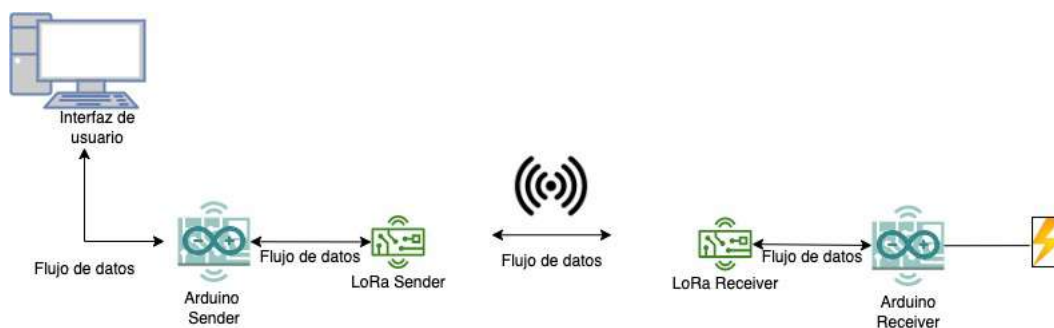 Interfaz de
usuario
Flujo de datos
Arduino
Sender
Flujo de datos
LoRa Sender
Flujo de datos
LoRa Receiver
Flujo de datos
Arduino
Receiver